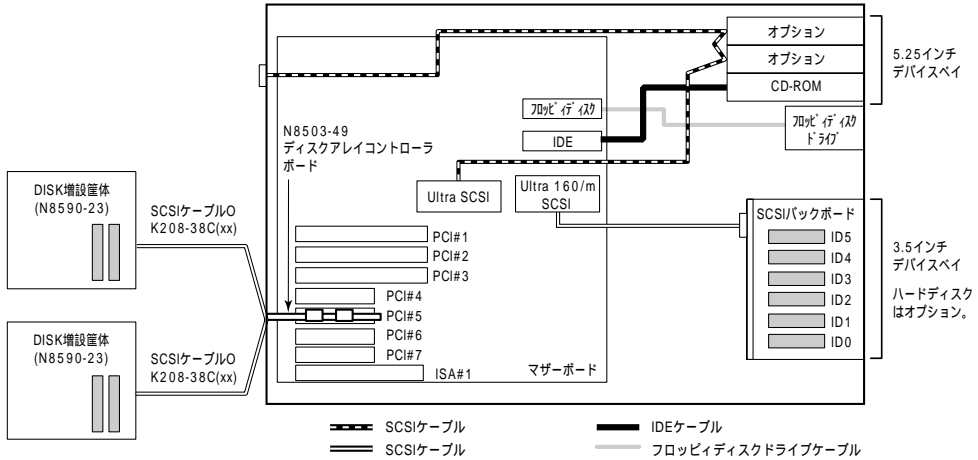 オプション
オプション
CD-ROM
5.25インチ
デバイスベイ
フロッピィディスク
フロッピィディスク
ドライブ
IDE
N8503-49
ディスクアレイコントローラ
ボード
Ultra SCSI
Ultra 160/m
SCSI
DISK増設筐体
(N8590-23)
SCSIケーブルO
K208-38C(xx)
SCSIバックボード
ID5
ID4
ID3
ID2
ID1
ID0
3.5インチ
デバイスベイ
ハードディスク
はオプション。
PCI#1
PCI#2
PCI#3
PCI#4
PCI#5
PCI#6
PCI#7
ISA#1
マザーボード
DISK増設筐体
(N8590-23)
SCSIケーブルO
K208-38C(xx)
SCSIケーブル
IDEケーブル
SCSIケーブル
フロッピィディスクドライブケーブル